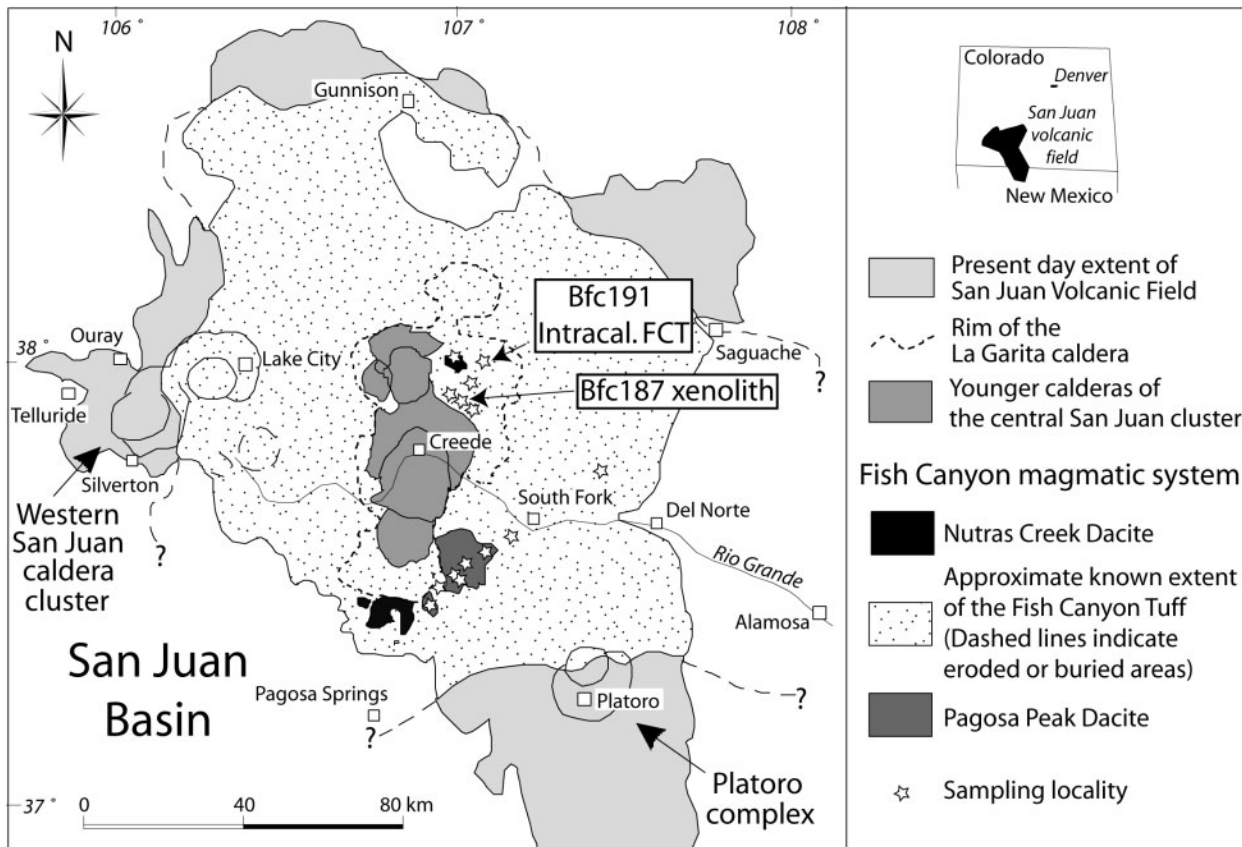 106 °
107 °
108 °
N
Gunnison
Bfc191
Intracal. FCT
Bfc187 xenolith
Ouray
38 °
Lake City
Saguache
?
Telluride
Creede
Silverton
South Fork
Del Norte
Western
San Juan
caldera
cluster
?
Rio Grande
Alamosa
San Juan
Basin
Pagosa Springs
?
Platoro
?
37 °
0
40
80 km
Platoro
complex
Colorado
Denver
San Juan
volcanic
field
New Mexico
Present day extent of
San Juan Volcanic Field
Rim of the
La Garita caldera
Younger calderas of
the central San Juan cluster
Fish Canyon magmatic system
Nutras Creek Dacite
Approximate known extent
of the Fish Canyon Tuff
(Dashed lines indicate
eroded or buried areas)
Pagosa Peak Dacite
Sampling locality